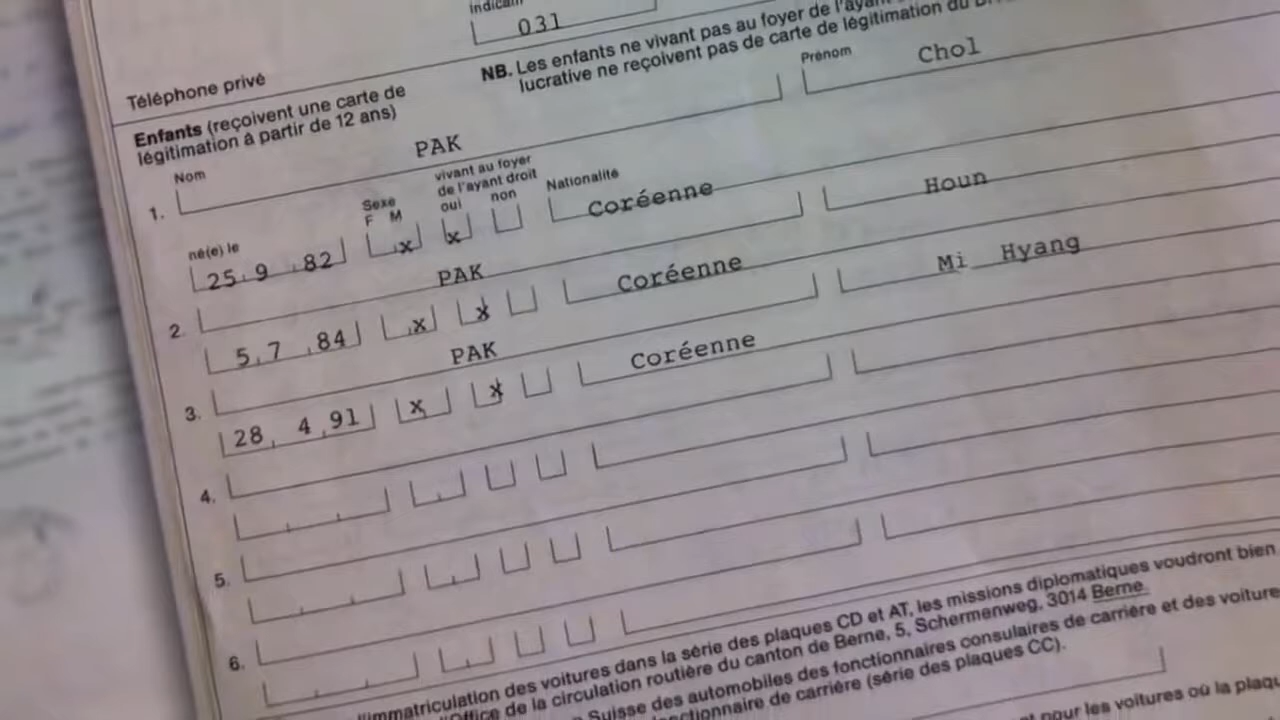 indicatif
031
Téléphone privé
NB. Les enfants ne vivant pas au foyer de l'ayant
lucrative ne reçoivent pas de carte de légitimation du
Enfants (reçoivent une carte de
légitimation à partir de 12 ans)
Nom PAK Prénom Chol
1.
né(e) le Sexe F M vivant au foyer de l'ayant droit oui non Nationalité
25 9 82 x x Coréenne
2. PAK Houn
5 7 84 x x Coréenne
3. PAK Mi Hyang
28 4 91 x x Coréenne
4.
5.
6.
l'immatriculation des voitures dans la série des plaques CD et AT, les missions diplomatiques voudront bien
l'Office de la circulation routière du canton de Berne, 5, Schermenweg, 3014 Berne.
Suisse des automobiles des fonctionnaires consulaires de carrière et des voitures
fonctionnaire de carrière (série des plaques CC).
pour les voitures où la plaque